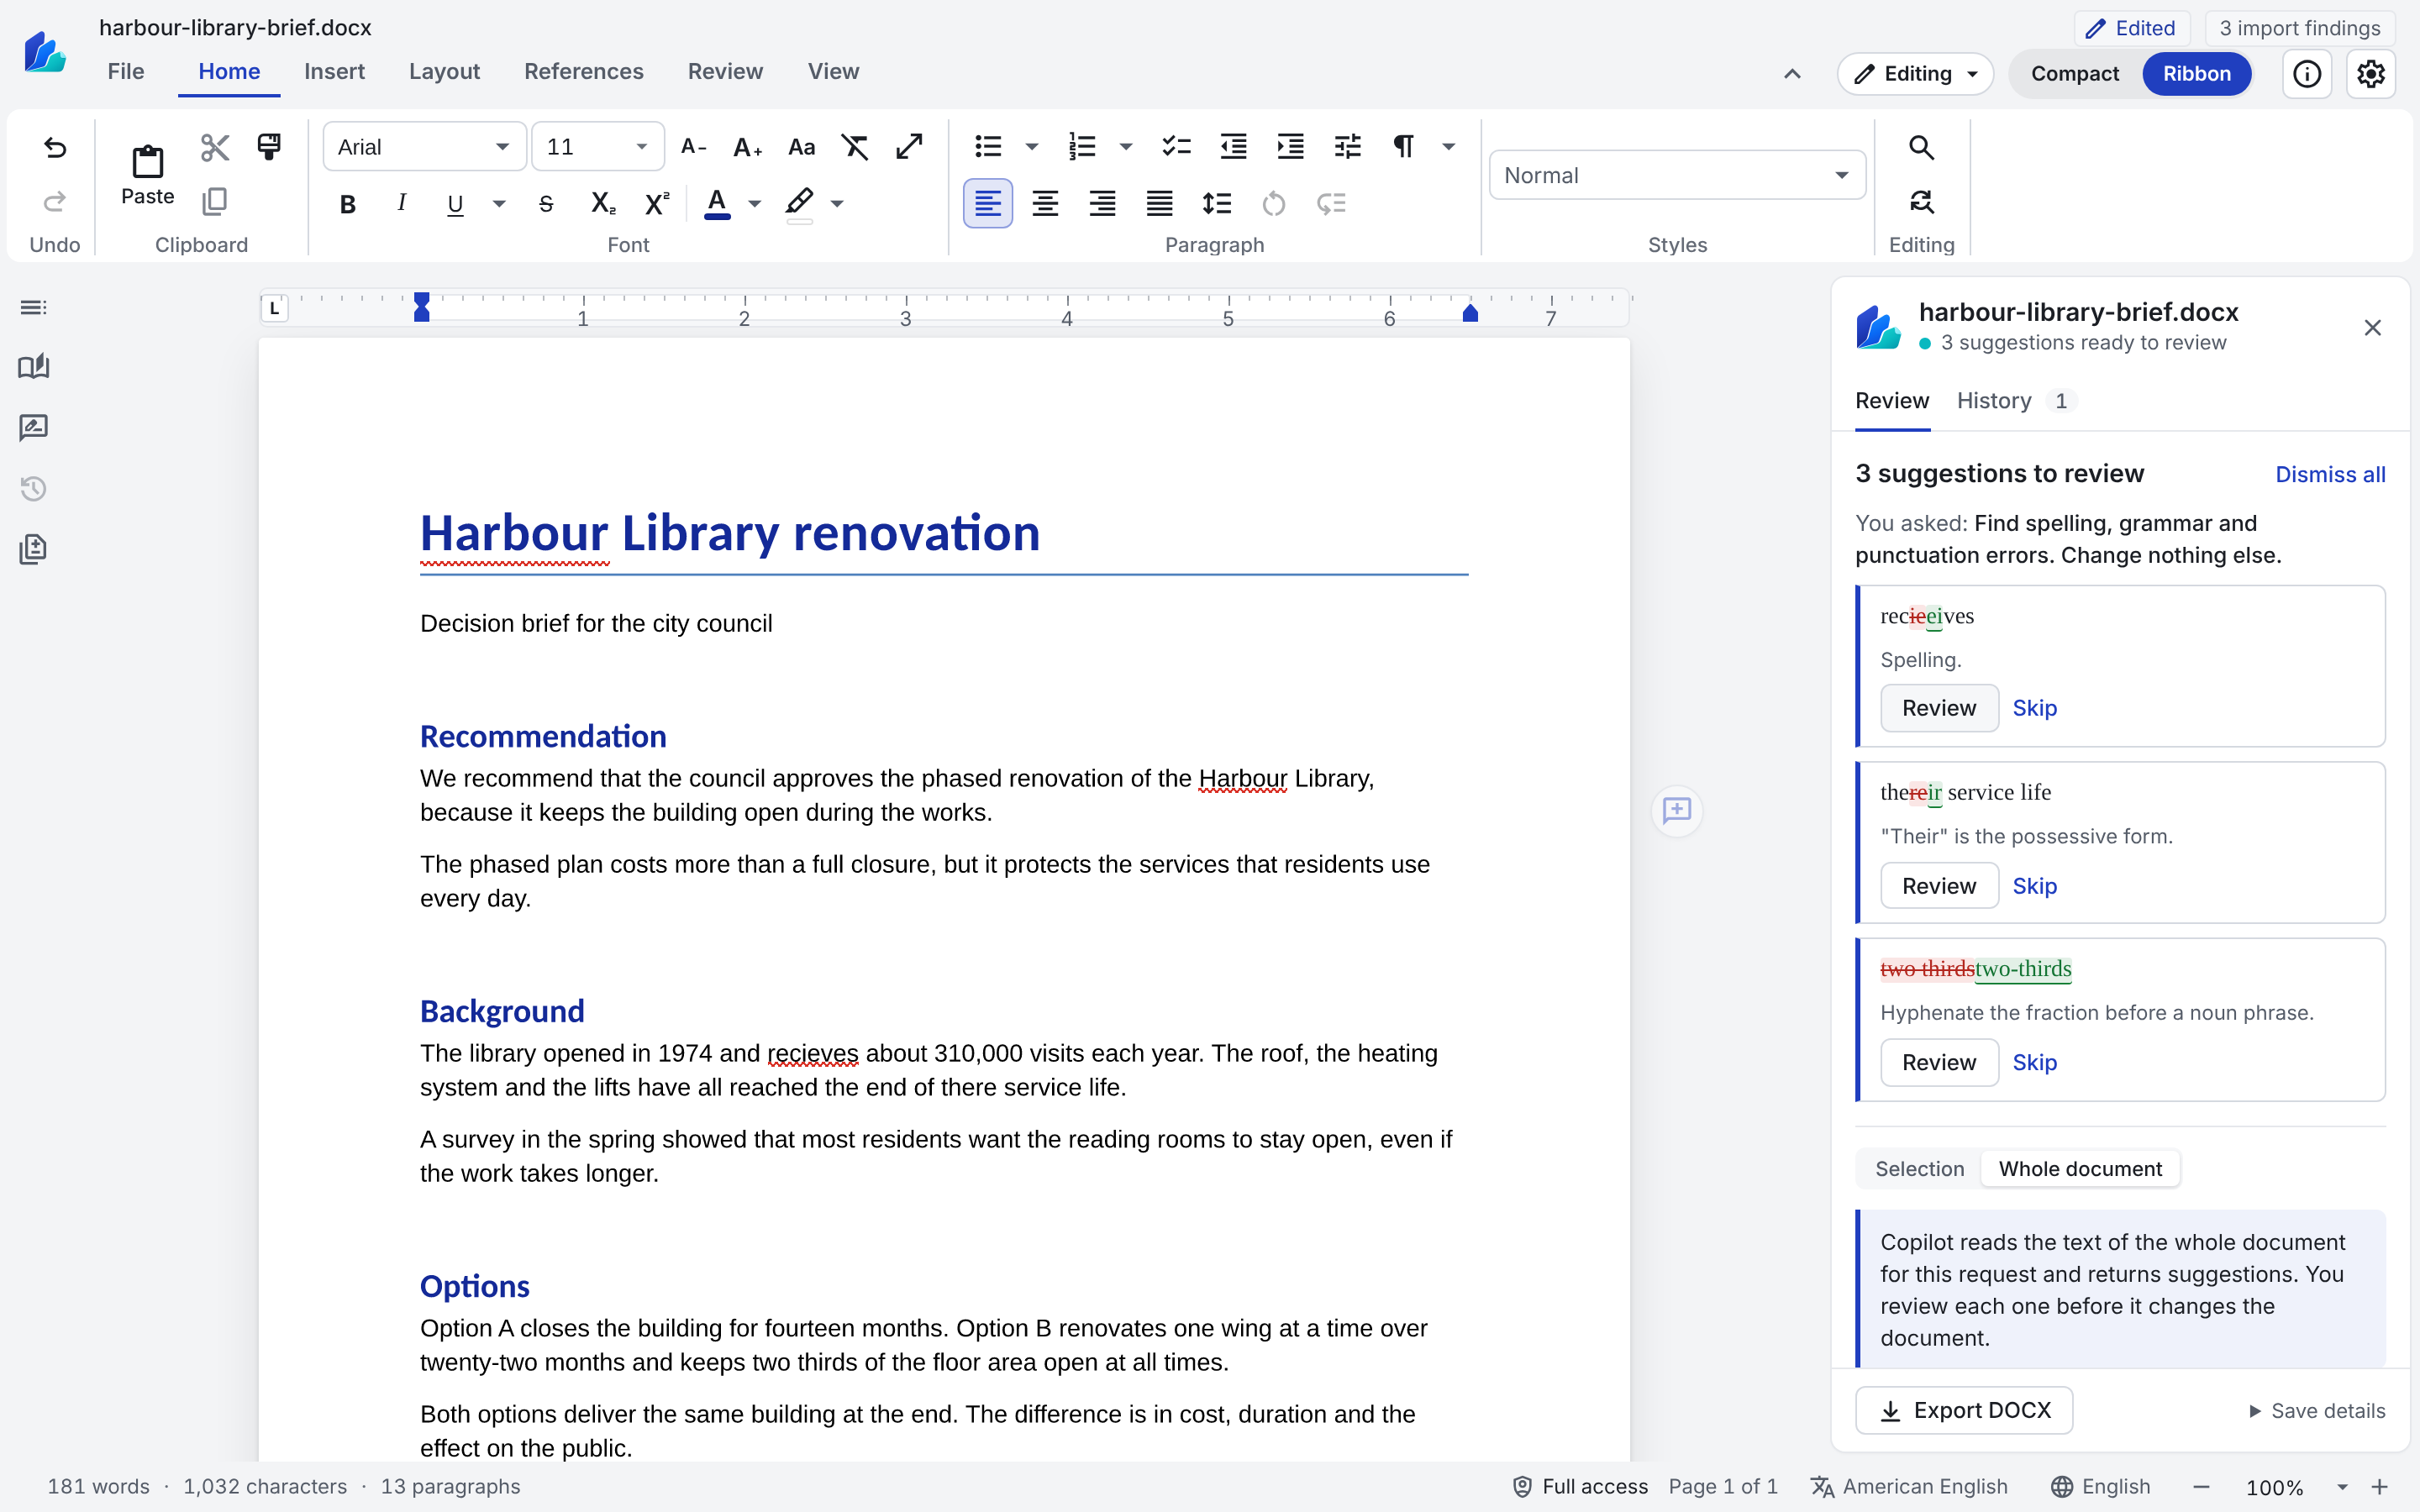 harbour-library-brief.docx
Edited
3 import findings
File Home Insert Layout References Review View
Editing
Compact Ribbon
Paste
Arial
11
Normal
Undo
Clipboard
Font
Paragraph
Styles
Editing
L
1 2 3 4 5 6 7
Harbour Library renovation
Decision brief for the city council
Recommendation
We recommend that the council approves the phased renovation of the Harbour Library,
because it keeps the building open during the works.
The phased plan costs more than a full closure, but it protects the services that residents use
every day.
Background
The library opened in 1974 and recieves about 310,000 visits each year. The roof, the heating
system and the lifts have all reached the end of there service life.
A survey in the spring showed that most residents want the reading rooms to stay open, even if
the work takes longer.
Options
Option A closes the building for fourteen months. Option B renovates one wing at a time over
twenty-two months and keeps two thirds of the floor area open at all times.
Both options deliver the same building at the end. The difference is in cost, duration and the
effect on the public.
harbour-library-brief.docx
3 suggestions ready to review
Review History 1
3 suggestions to review
Dismiss all
You asked: Find spelling, grammar and
punctuation errors. Change nothing else.
recieeives
Spelling.
Review Skip
thereir service life
"Their" is the possessive form.
Review Skip
two thirdstwo-thirds
Hyphenate the fraction before a noun phrase.
Review Skip
Selection Whole document
Copilot reads the text of the whole document
for this request and returns suggestions. You
review each one before it changes the
document.
Export DOCX
Save details
181 words · 1,032 characters · 13 paragraphs
Full access
Page 1 of 1
American English
English
100%